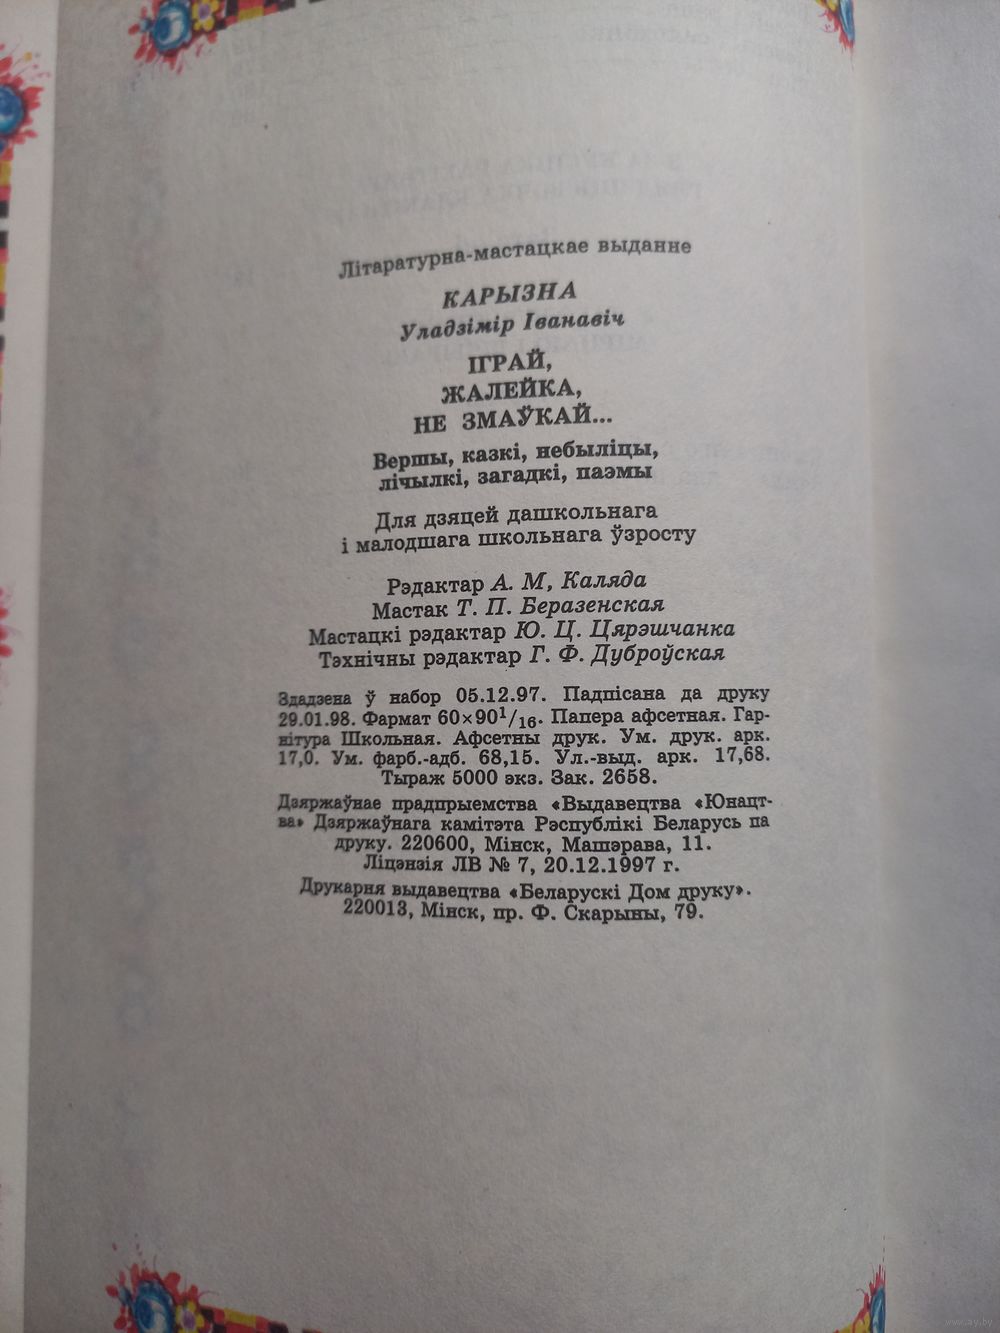 Літаратурна-мастацкае выданне
КАРЫЗНА
Уладзімір Іванавіч
ІГРАЙ,
ЖАЛЕЙКА,
НЕ ЗМАЎКАЙ...
Вершы, казкі, небыліцы,
лічылкі, загадкі, паэмы
Для дзяцей дашкольнага
і малодшага школьнага ўзросту
Рэдактар А. М, Каляда
Мастак Т. П. Беразенская
Мастацкі рэдактар Ю. Ц. Цярэшчанка
Тэхнічны рэдактар Г. Ф. Дуброўская
Здадзена ў набор 05.12.97. Падпісана да друку
29.01.98. Фармат 60×90¹/₁₆. Папера афсетная. Гар-
нітура Школьная. Афсетны друк. Ум. друк. арк.
17,0. Ум. фарб.-адб. 68,15. Ул.-выд. арк. 17,68.
Тыраж 5000 экз. Зак. 2658.
Дзяржаўнае прадпрыемства «Выдавецтва «Юнацт-
ва» Дзяржаўнага камітэта Рэспублікі Беларусь па
друку. 220600, Мінск, Машэрава, 11.
Ліцэнзія ЛВ № 7, 20.12.1997 г.
Друкарня выдавецтва «Беларускі Дом друку».
220013, Мінск, пр. Ф. Скарыны, 79.
www.ay.by